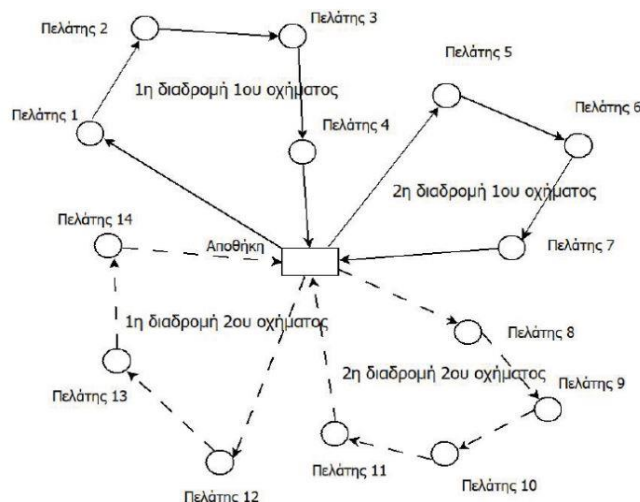 Πελάτης 2
Πελάτης 3
Πελάτης 5
1η διαδρομή 1ου οχήματος
Πελάτης 6
Πελάτης 1
Πελάτης 4
2η διαδρομή 1ου οχήματος
Πελάτης 14
Αποθήκη
Πελάτης 7
1η διαδρομή 2ου οχήματος
Πελάτης 8
2η διαδρομή 2ου οχήματος
Πελάτης 9
Πελάτης 13
Πελάτης 11
Πελάτης 10
Πελάτης 12